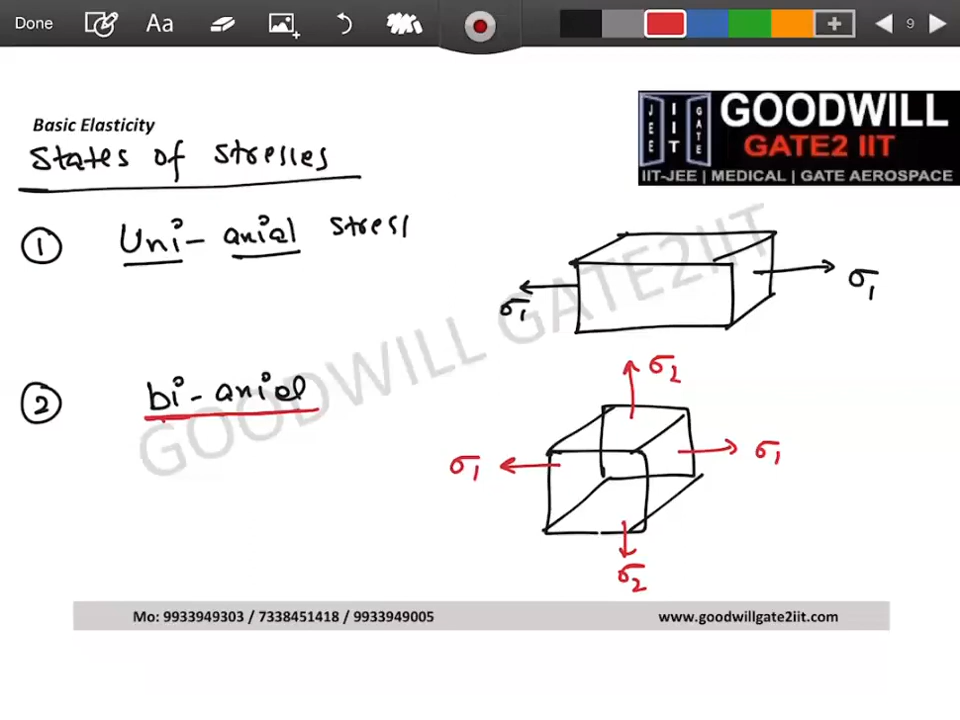 Done
Aa
9
JEE
IIT
GATE
GOODWILL
GATE2 IIT
IIT-JEE | MEDICAL | GATE AEROSPACE
Basic Elasticity
States of Stresses
1 Uni-axial Stress
σ1
σ1
2 bi-axial
σ2
σ1
σ1
σ2
GOODWILL GATE2IIT
Mo: 9933949303 / 7338451418 / 9933949005
www.goodwillgate2iit.com